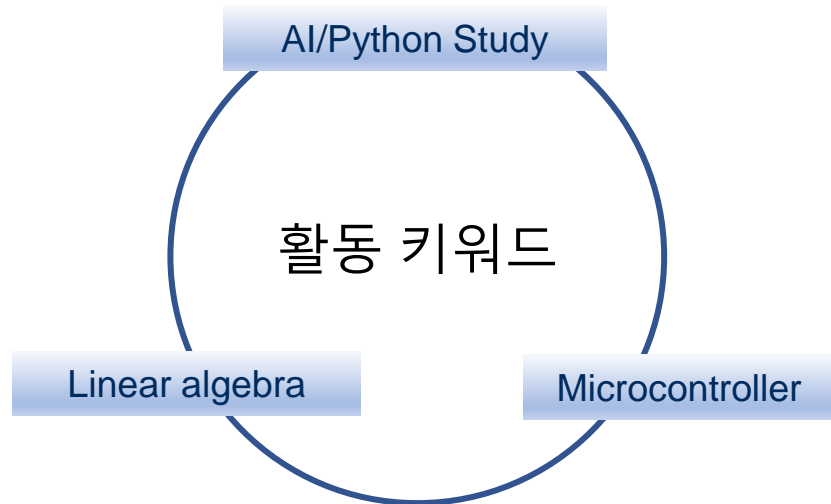 AI/Python Study
활동 키워드
Linear algebra
Microcontroller